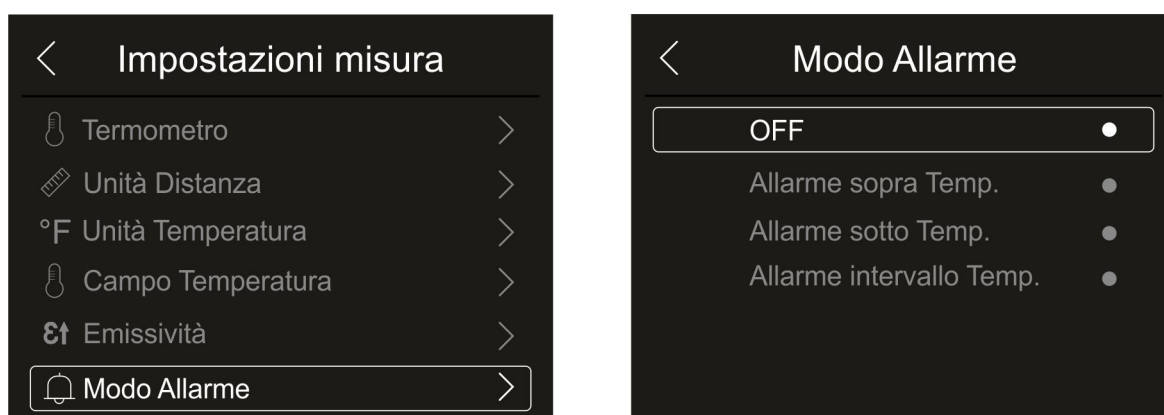 Impostazioni misura
Termometro
Unità Distanza
°F Unità Temperatura
Campo Temperatura
ε↑ Emissività
Modo Allarme
Modo Allarme
OFF
Allarme sopra Temp.
Allarme sotto Temp.
Allarme intervallo Temp.